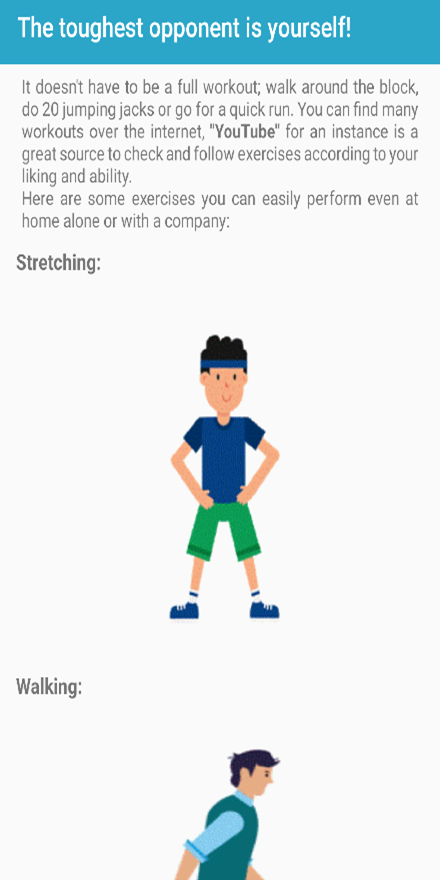 The toughest opponent is yourself!
It doesn't have to be a full workout; walk around the block,
do 20 jumping jacks or go for a quick run. You can find many
workouts over the internet, "YouTube" for an instance is a
great source to check and follow exercises according to your
liking and ability.
Here are some exercises you can easily perform even at
home alone or with a company:
Stretching:
Walking: